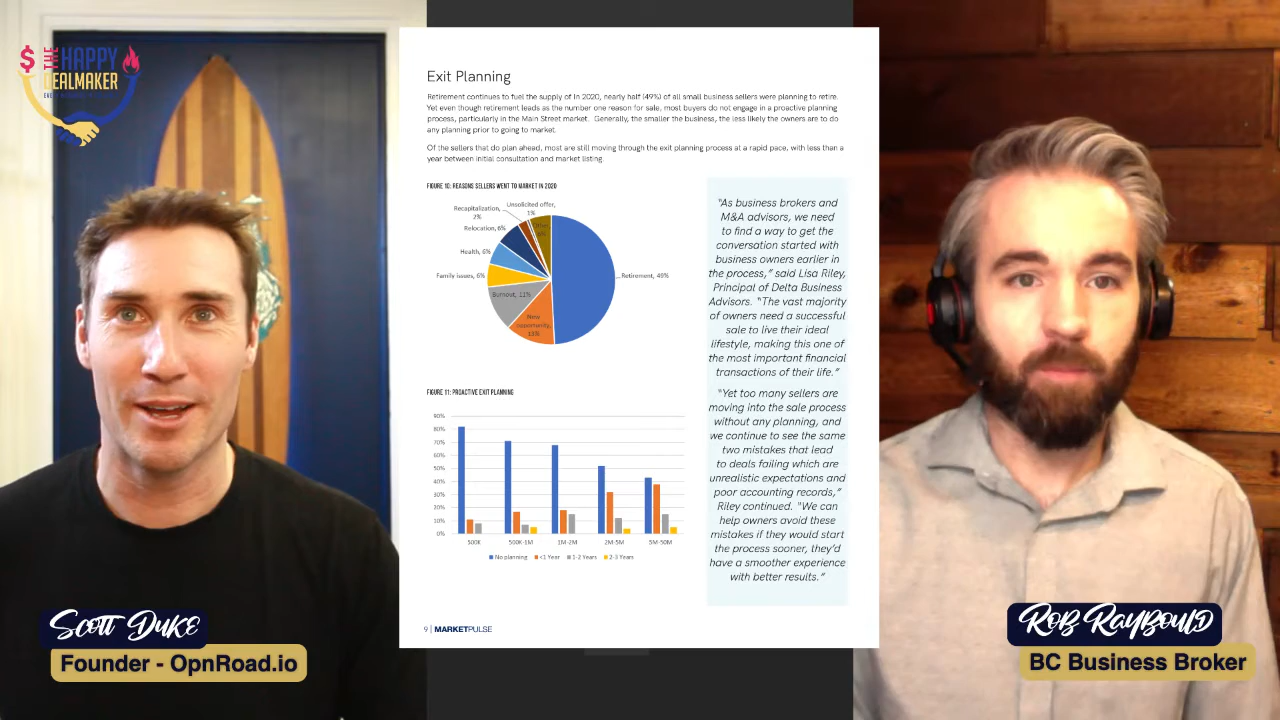 $ THE HAPPY
DEALMAKER
Exit Planning
Retirement continues to fuel the supply of In 2020, nearly half (49%) of all small business sellers were planning to retire.
Yet even though retirement leads as the number one reason for sale, most buyers do not engage in a proactive planning
process, particularly in the Main Street market. Generally, the smaller the business, the less likely the owners are to do
any planning prior to going to market.
Of the sellers that do plan ahead, most are still moving through the exit planning process at a rapid pace, with less than a
year between initial consultation and market listing.
FIGURE 10: REASONS SELLERS WENT TO MARKET IN 2020
Unsolicited offer,
1%
Recapitalization,
2%
Relocation, 6%
Health, 6%
Family issues, 6%
Burnout, 11%
New
opportunity,
13%
Retirement, 49%
FIGURE 11: PROACTIVE EXIT PLANNING
90%
80%
70%
60%
50%
40%
30%
20%
10%
0%
500K 500K-1M 1M-2M 2M-5M 5M-50M
No planning <1 Year 1-2 Years 2-3 Years
"As business brokers and
M&A advisors, we need
to find a way to get the
conversation started with
business owners earlier in
the process," said Lisa Riley,
Principal of Delta Business
Advisors. "The vast majority
of owners need a successful
sale to live their ideal
lifestyle, making this one of
the most important financial
transactions of their life."
"Yet too many sellers are
moving into the sale process
without any planning, and
we continue to see the same
two mistakes that lead
to deals failing which are
unrealistic expectations and
poor accounting records,"
Riley continued. "We can
help owners avoid these
mistakes if they would start
the process sooner, they'd
have a smoother experience
with better results."
9 | MARKETPULSE
Scott Duke
Founder - OpnRoad.io
Rob Raybould
BC Business Broker